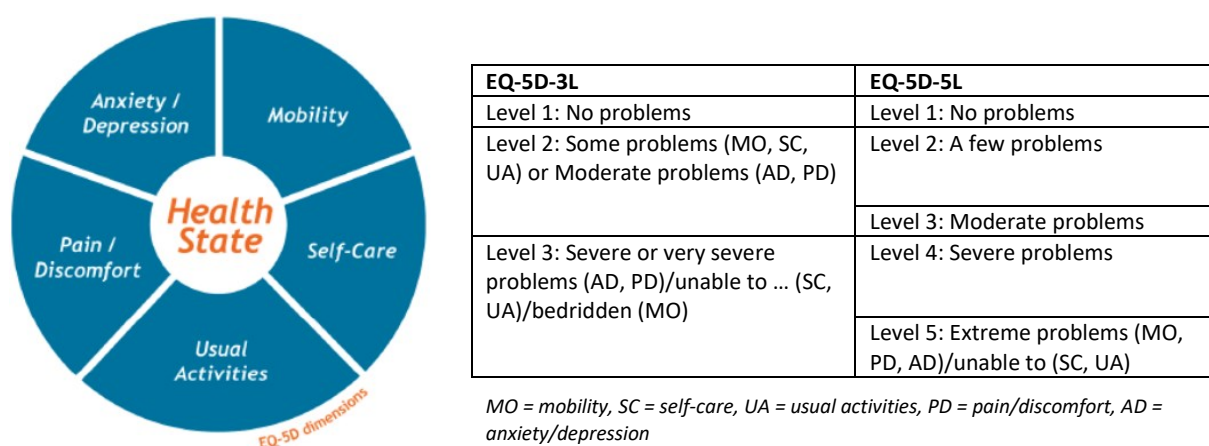 Anxiety /
Depression
Mobility
Health
State
Pain /
Discomfort
Self-Care
Usual
Activities
EQ-5D dimensions
EQ-5D-3L
EQ-5D-5L
Level 1: No problems
Level 1: No problems
Level 2: Some problems (MO, SC,
UA) or Moderate problems (AD, PD)
Level 2: A few problems
Level 3: Moderate problems
Level 3: Severe or very severe
problems (AD, PD)/unable to … (SC,
UA)/bedridden (MO)
Level 4: Severe problems
Level 5: Extreme problems (MO,
PD, AD)/unable to (SC, UA)
MO = mobility, SC = self-care, UA = usual activities, PD = pain/discomfort, AD =
anxiety/depression